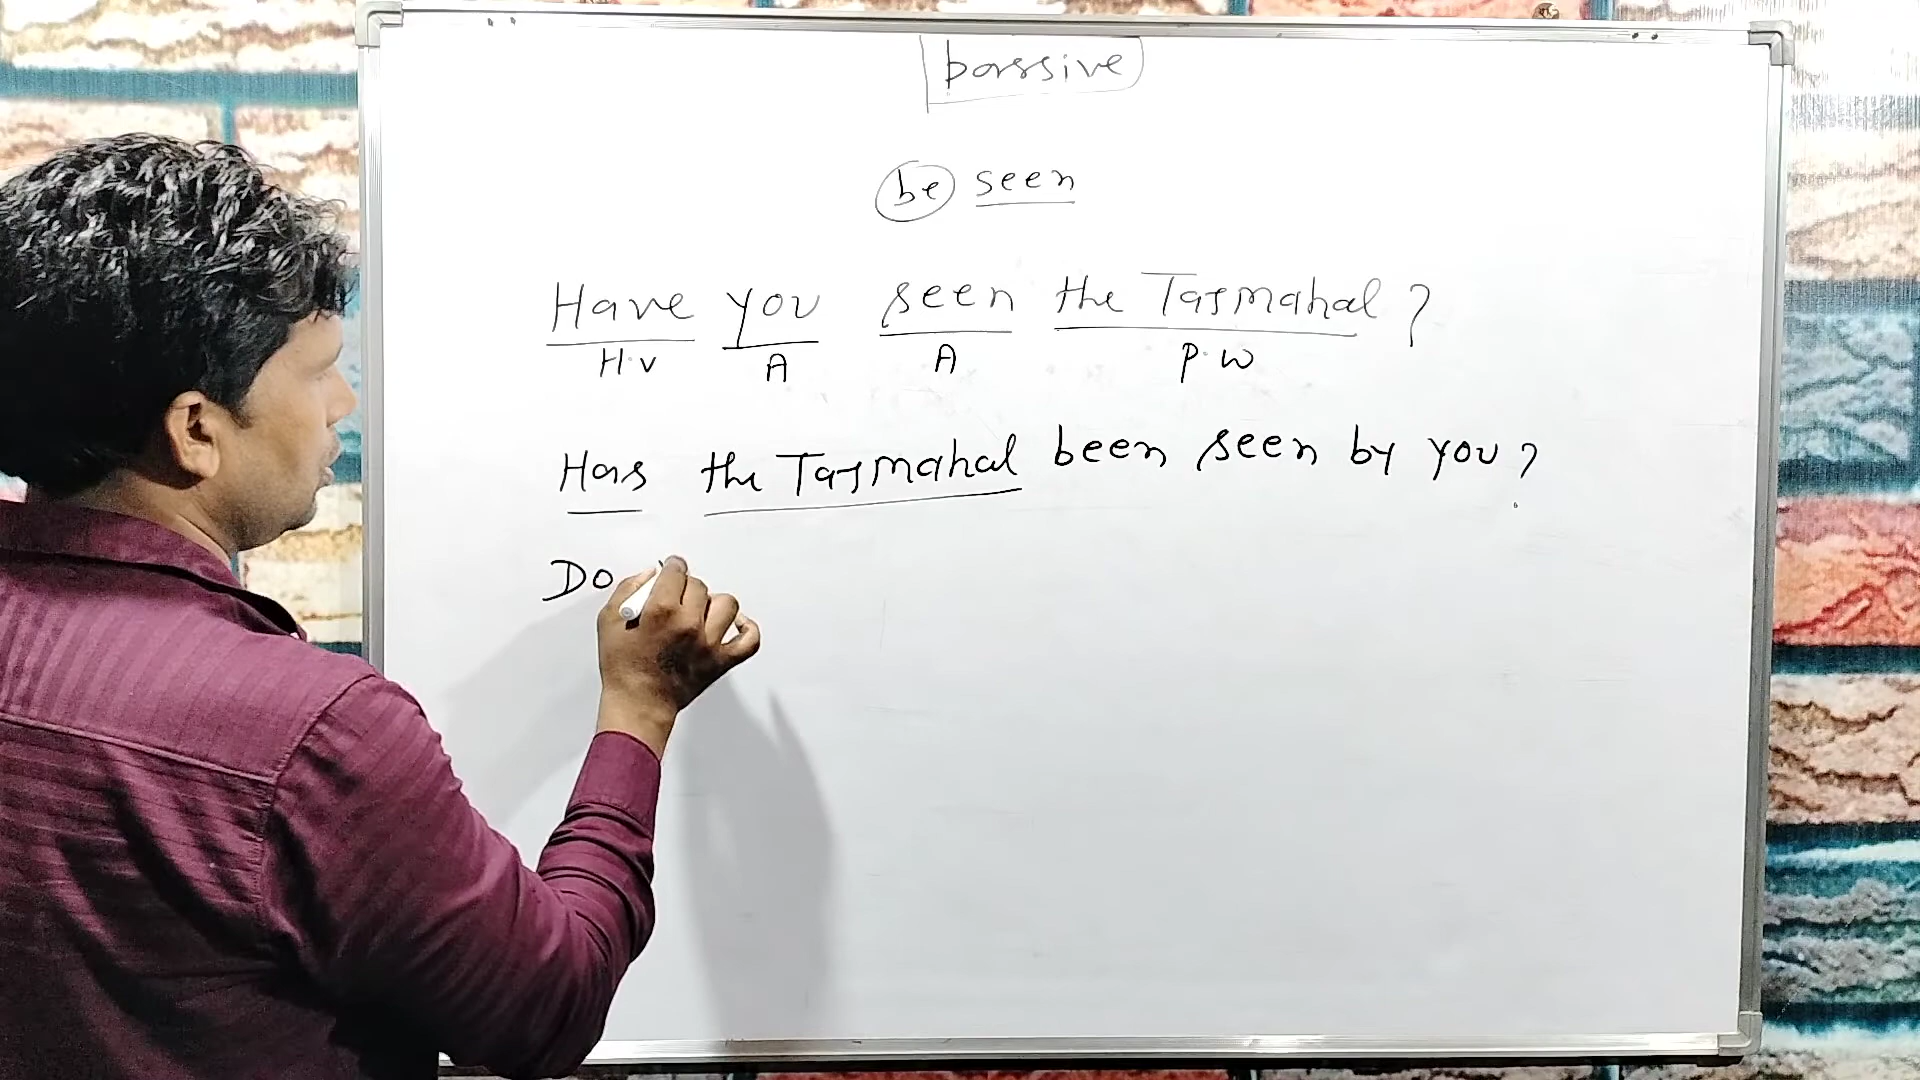 passive
be seen
Have you seen the Tajmahal?
H.V A A P.W
Has the Tajmahal been seen by you?
Do